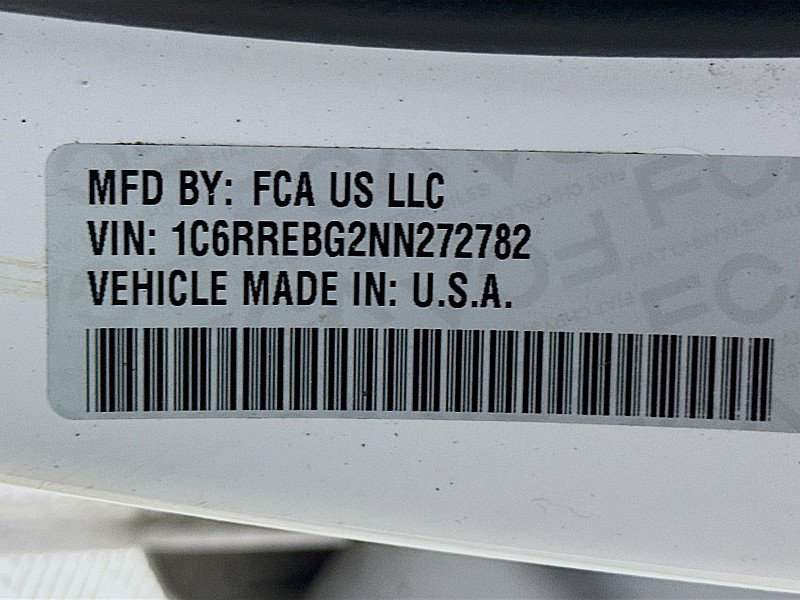 MFD BY: FCA US LLC
VIN: 1C6RREBG2NN272782
VEHICLE MADE IN: U.S.A.